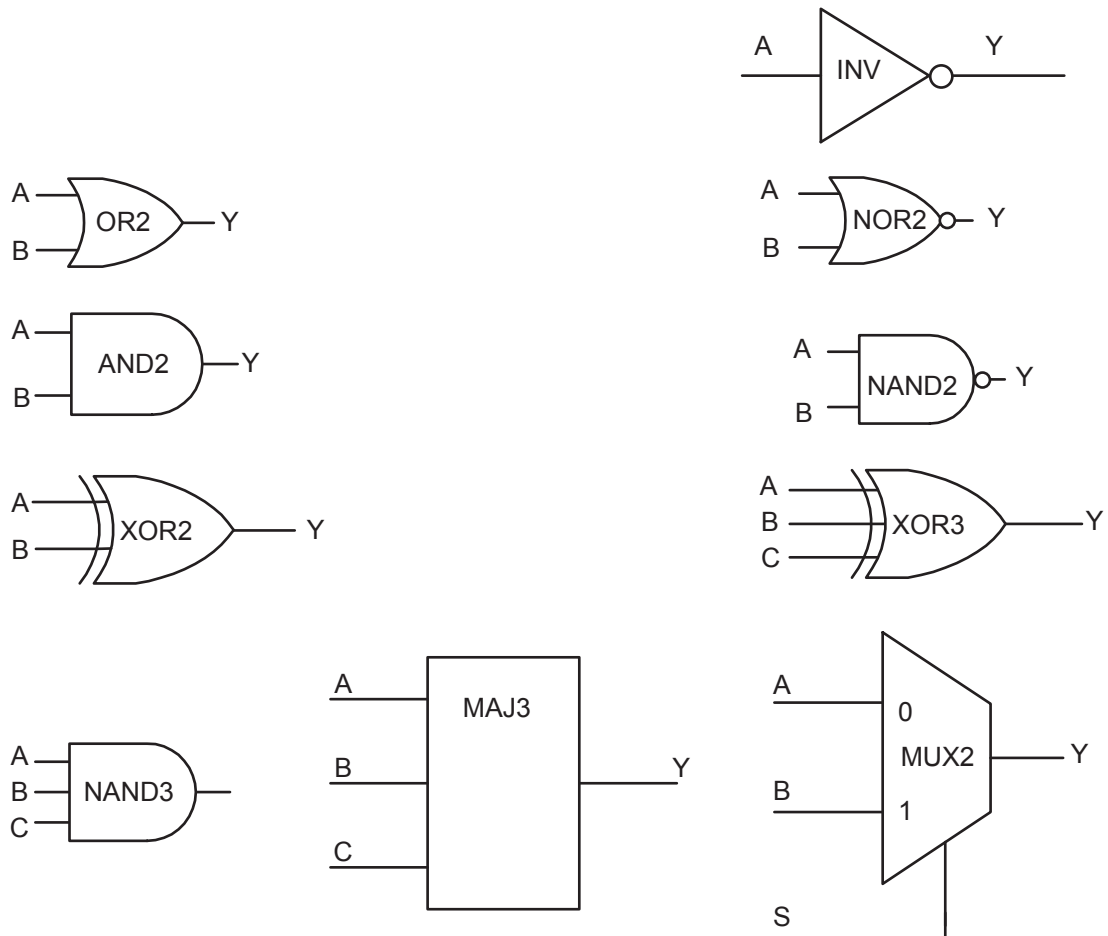 A INV Y
A OR2 Y
B
A NOR2 Y
B
A AND2 Y
B
A NAND2 Y
B
A XOR2 Y
B
A
B XOR3 Y
C
A
B NAND3
C
A MAJ3
B Y
C
A 0
MUX2 Y
B 1
S